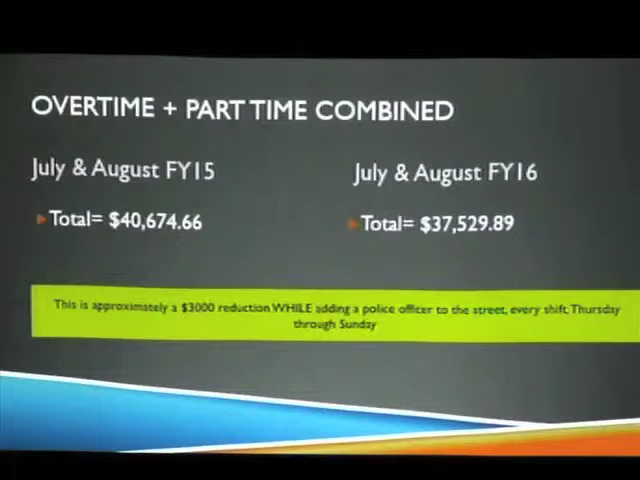 OVERTIME + PART TIME COMBINED
July & August FY15
Total= $40,674.66
July & August FY16
Total= $37,529.89
This is approximately a $3000 reduction WHILE adding a police officer to the street, every shift, Thursday
through Sunday